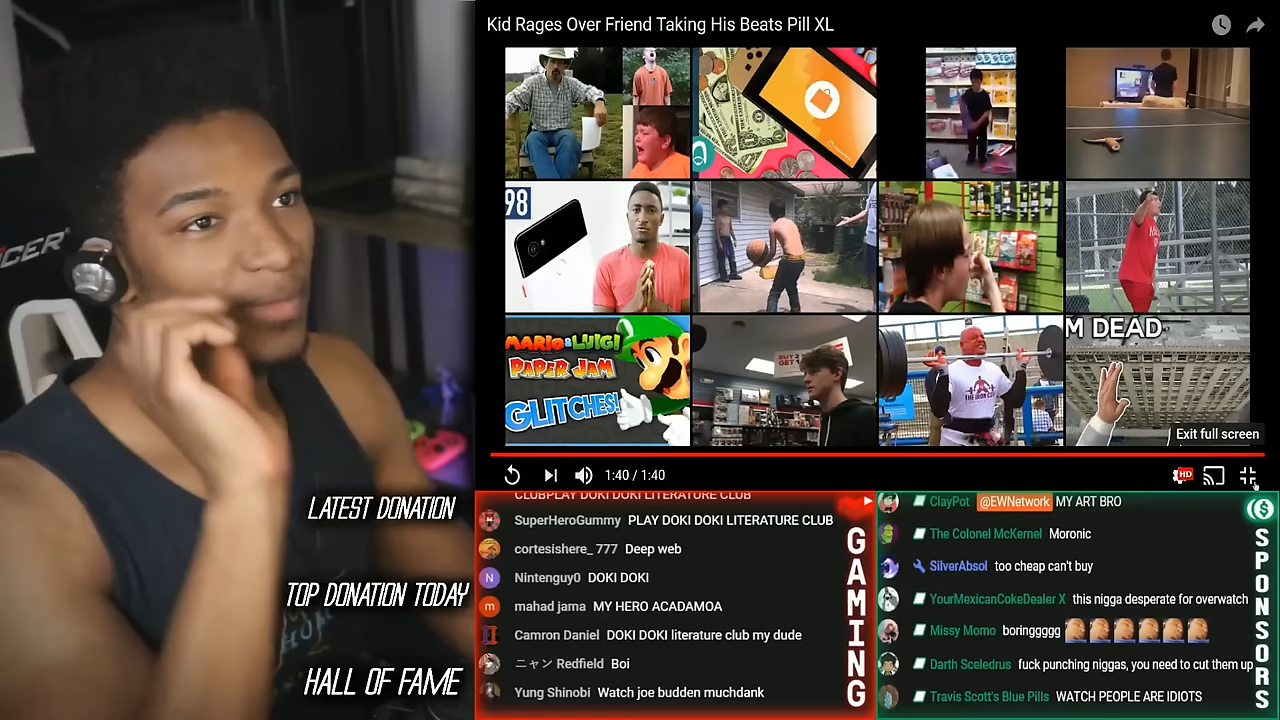 Kid Rages Over Friend Taking His Beats Pill XL
98
MARIO & LUIGI
PAPER JAM
GLITCHES!
M DEAD
Exit full screen
1:40 / 1:40
HD
CER
LATEST DONATION
TOP DONATION TODAY
HALL OF FAME
CLUBPLAY DOKI DOKI LITERATURE CLUB
SuperHeroGummy PLAY DOKI DOKI LITERATURE CLUB
cortesishere_ 777 Deep web
N Nintenguy0 DOKI DOKI
m mahad jama MY HERO ACADAMOA
Camron Daniel DOKI DOKI literature club my dude
ニャン Redfield Boi
Yung Shinobi Watch joe budden muchdank
GAMING
ClayPot @EWNetwork MY ART BRO
The Colonel McKernel Moronic
SilverAbsol too cheap can't buy
YourMexicanCokeDealer X this nigga desperate for overwatch
Missy Momo boringgggg
Darth Sceledrus fuck punching niggas, you need to cut them up
Travis Scott's Blue Pills WATCH PEOPLE ARE IDIOTS
SPONSORS